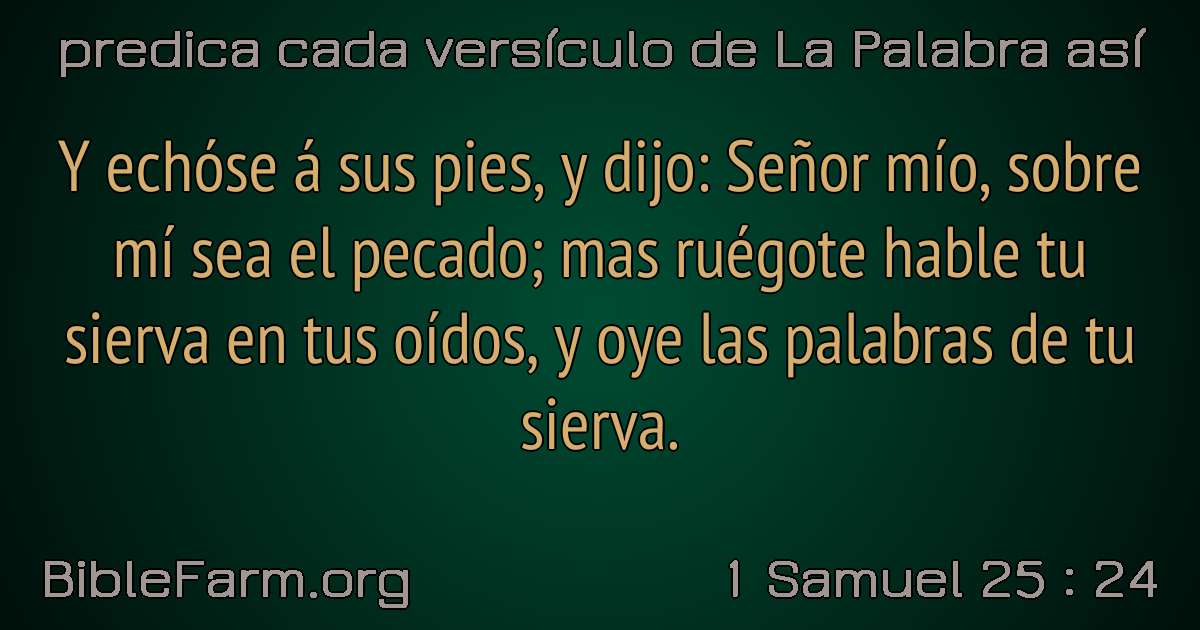 predica cada versículo de La Palabra así
Y echóse á sus pies, y dijo: Señor mío, sobre
mí sea el pecado; mas ruégote hable tu
sierva en tus oídos, y oye las palabras de tu
sierva.
BibleFarm.org
1 Samuel 25 : 24